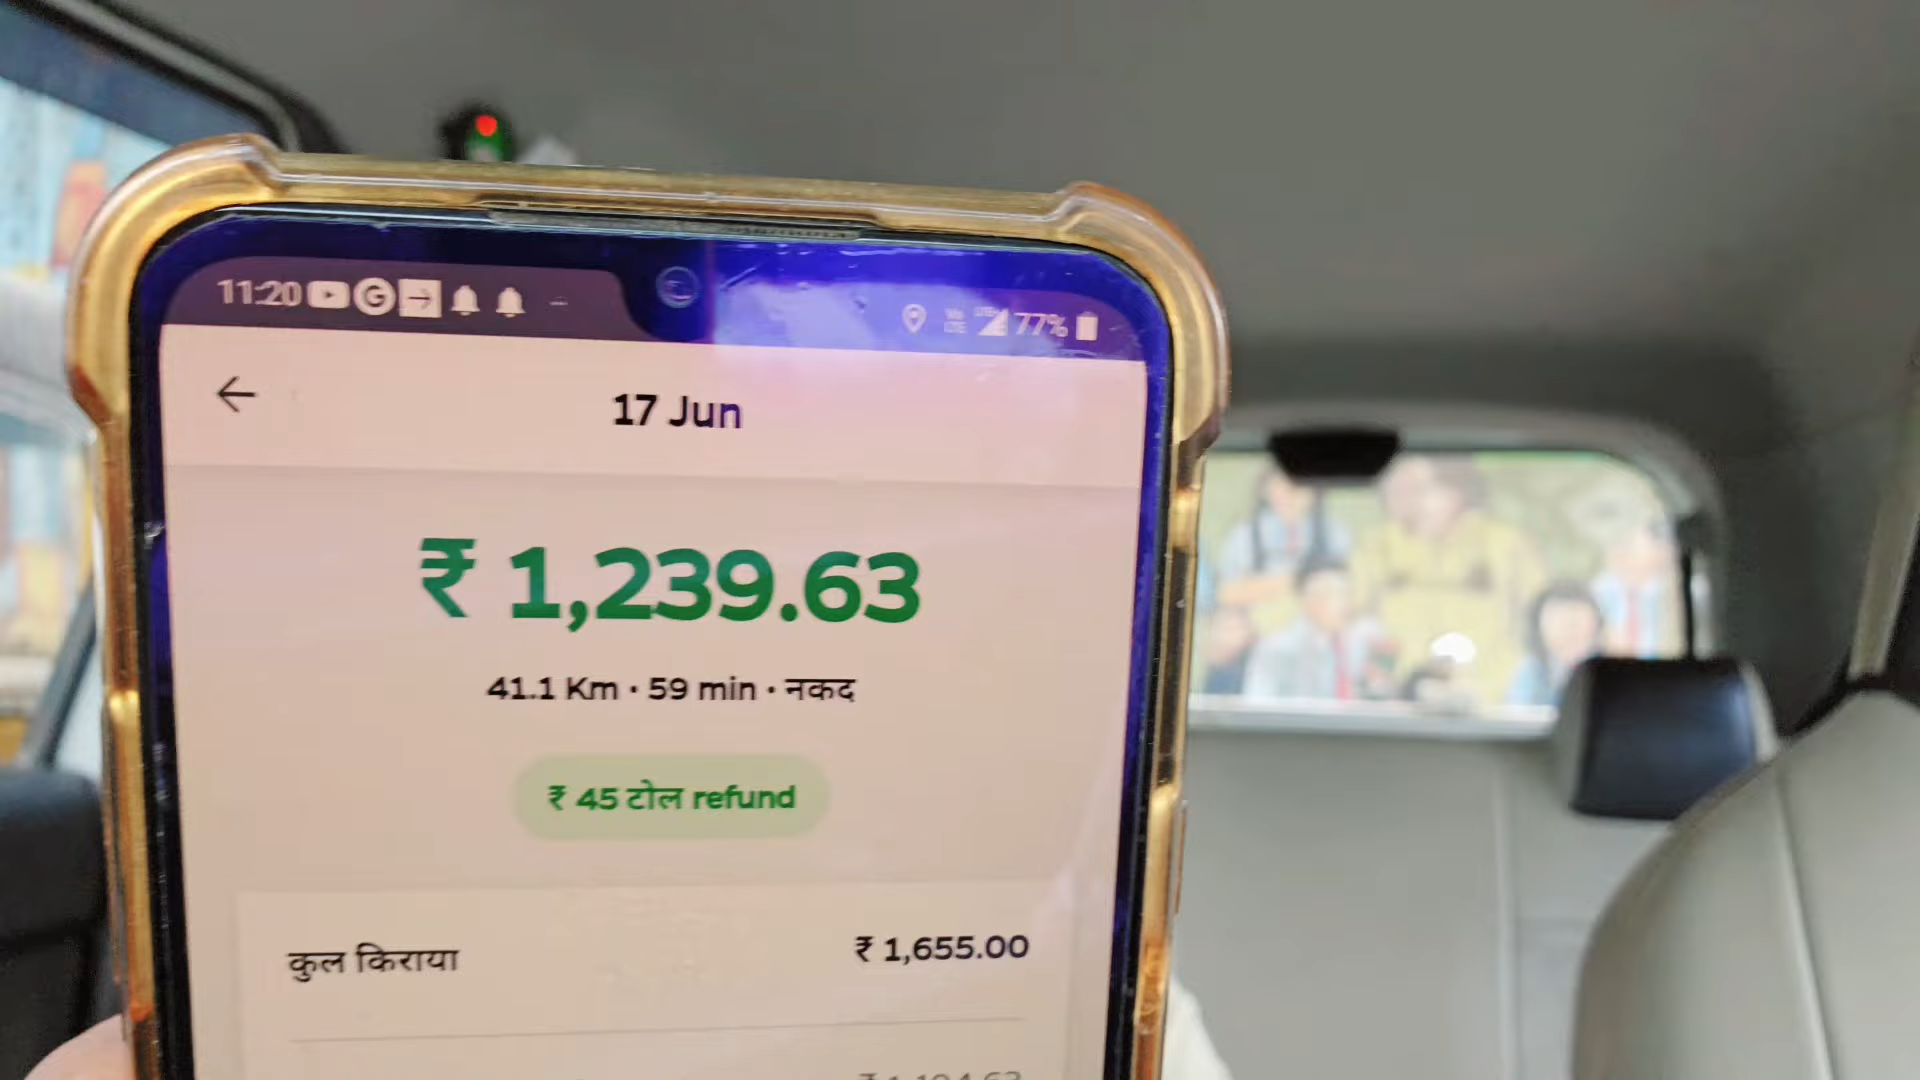 11:20 77%
17 Jun
₹ 1,239.63
41.1 Km · 59 min · नकद
₹ 45 टोल refund
कुल किराया ₹ 1,655.00